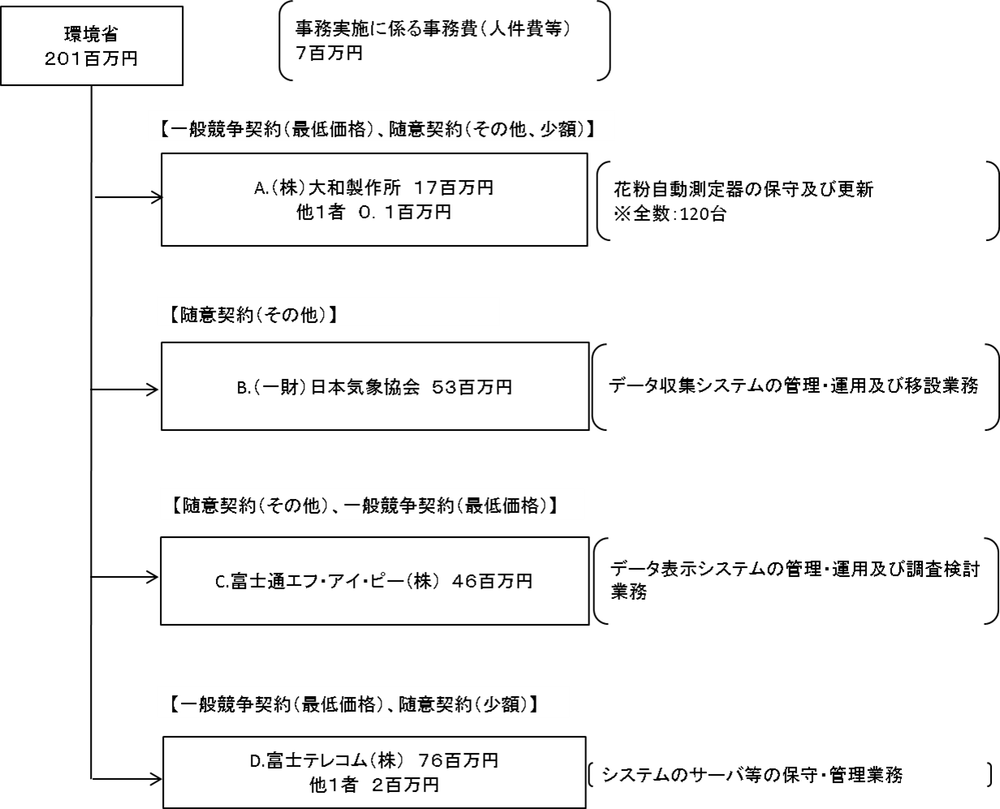 環境省
201百万円
事務実施に係る事務費(人件費等)
7百万円
【一般競争契約(最低価格)、随意契約(その他、少額)】
A.(株)大和製作所 17百万円
他1者 0.1百万円
花粉自動測定器の保守及び更新
※全数:120台
【随意契約(その他)】
B.(一財)日本気象協会 53百万円
データ収集システムの管理・運用及び移設業務
【随意契約(その他)、一般競争契約(最低価格)】
C.富士通エフ・アイ・ピー(株) 46百万円
データ表示システムの管理・運用及び調査検討
業務
【一般競争契約(最低価格)、随意契約(少額)】
D.富士テレコム(株) 76百万円
他1者 2百万円
システムのサーバ等の保守・管理業務